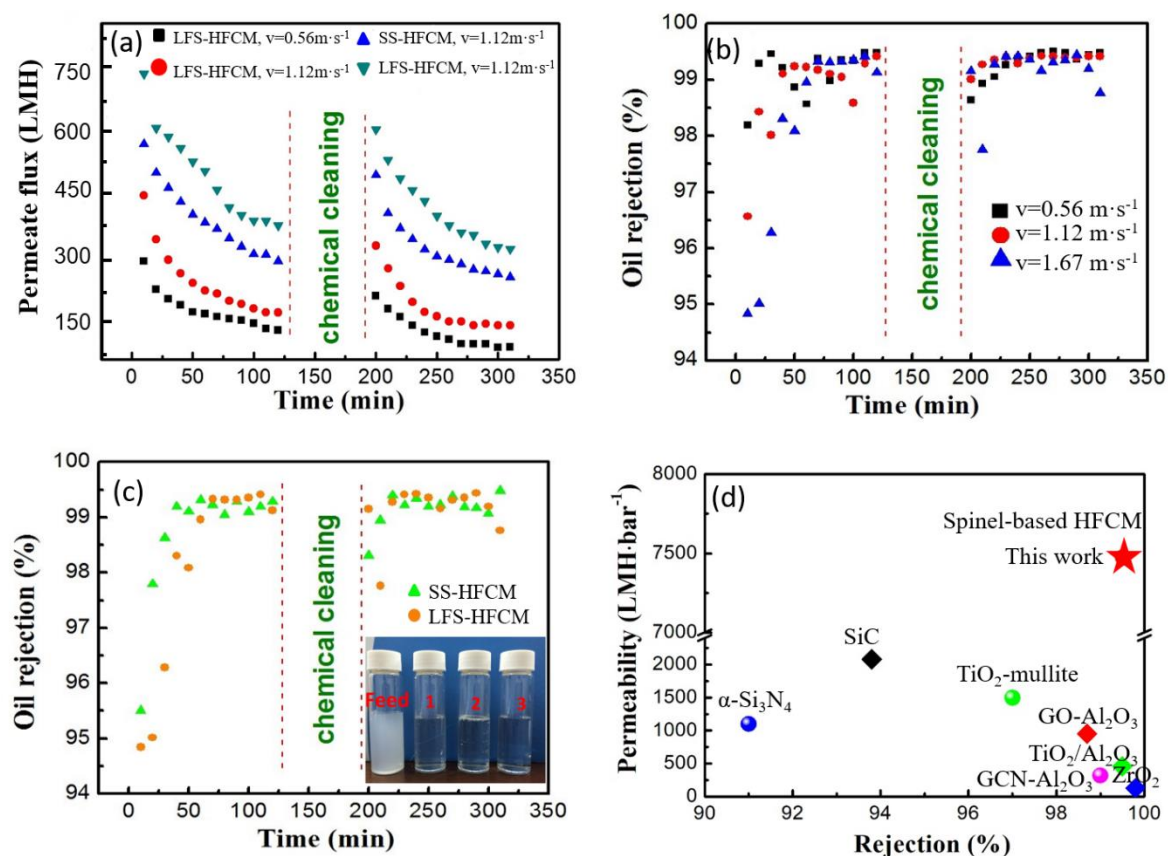 (a)
LFS-HFCM, v=0.56m·s⁻¹ SS-HFCM, v=1.12m·s⁻¹
LFS-HFCM, v=1.12m·s⁻¹ LFS-HFCM, v=1.12m·s⁻¹
Permeate flux (LMH)
750
600
450
300
150
chemical cleaning
0 50 100 150 200 250 300 350
Time (min)
(b)
Oil rejection (%)
100
99
98
97
96
95
94
chemical cleaning
v=0.56 m·s⁻¹
v=1.12 m·s⁻¹
v=1.67 m·s⁻¹
0 50 100 150 200 250 300 350
Time (min)
(c)
Oil rejection (%)
100
99
98
97
96
95
94
chemical cleaning
SS-HFCM
LFS-HFCM
Feed 1 2 3
0 50 100 150 200 250 300 350
Time (min)
(d)
Permeability (LMH·bar⁻¹)
8000
7500
7000
2000
1500
1000
500
0
Spinel-based HFCM
This work
SiC
TiO₂-mullite
α-Si₃N₄
GO-Al₂O₃
TiO₂/Al₂O₃
GCN-Al₂O₃ ZrO₂
90 92 94 96 98 100
Rejection (%)